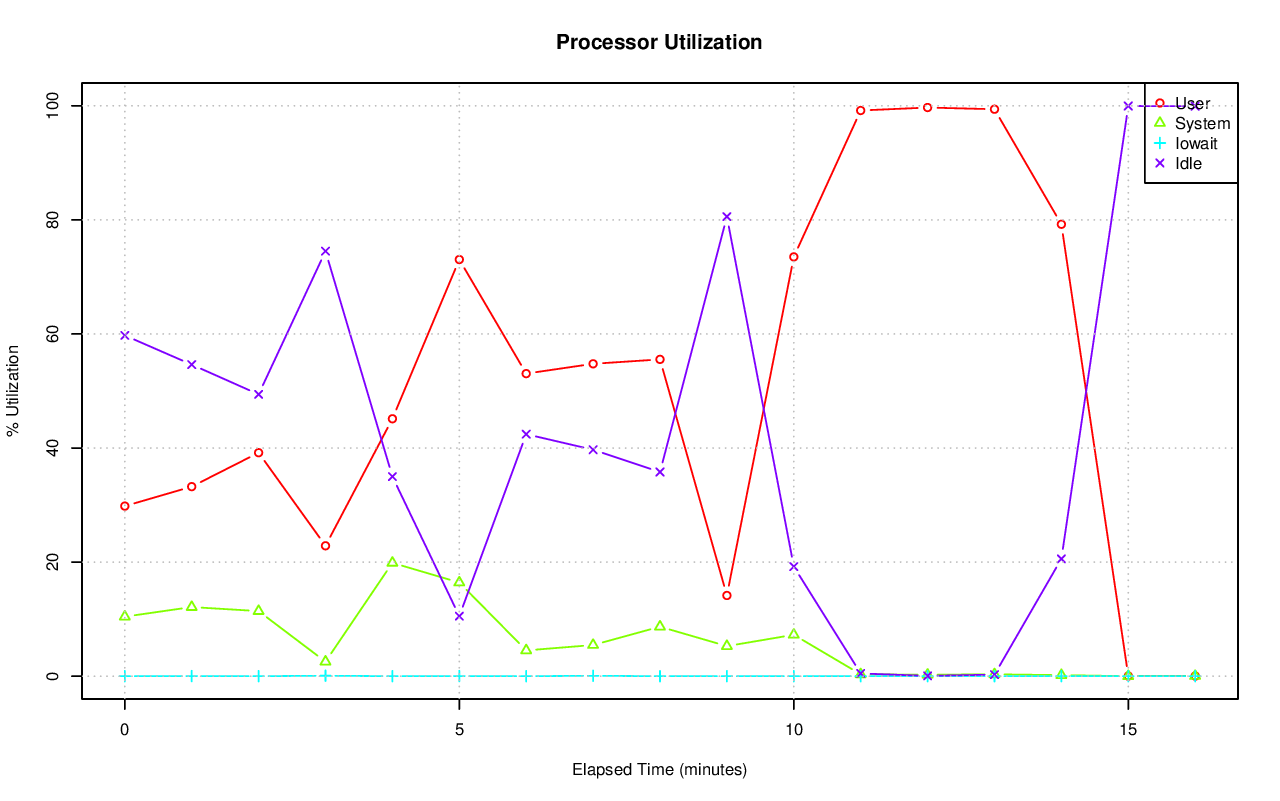 Processor Utilization
% Utilization
100
80
60
40
20
0
User
System
Iowait
Idle
0 5 10 15
Elapsed Time (minutes)